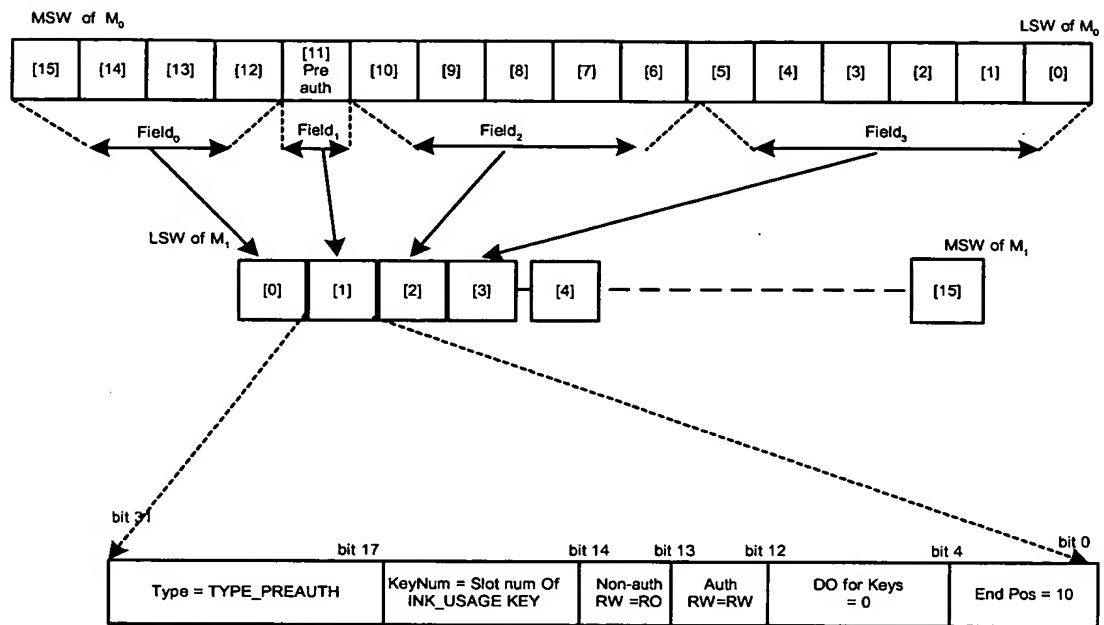 MSW of M0
LSW of M0
[15] [14] [13] [12] [11] Pre auth [10] [9] [8] [7] [6] [5] [4] [3] [2] [1] [0]
Field0 Field1 Field2 Field3
LSW of M1
MSW of M1
[0] [1] [2] [3] [4] [15]
bit 31
bit 17 bit 14 bit 13 bit 12 bit 4 bit 0
Type = TYPE_PREAUTH
KeyNum = Slot num Of
INK_USAGE KEY
Non-auth
RW =RO
Auth
RW=RW
DO for Keys
= 0
End Pos = 10